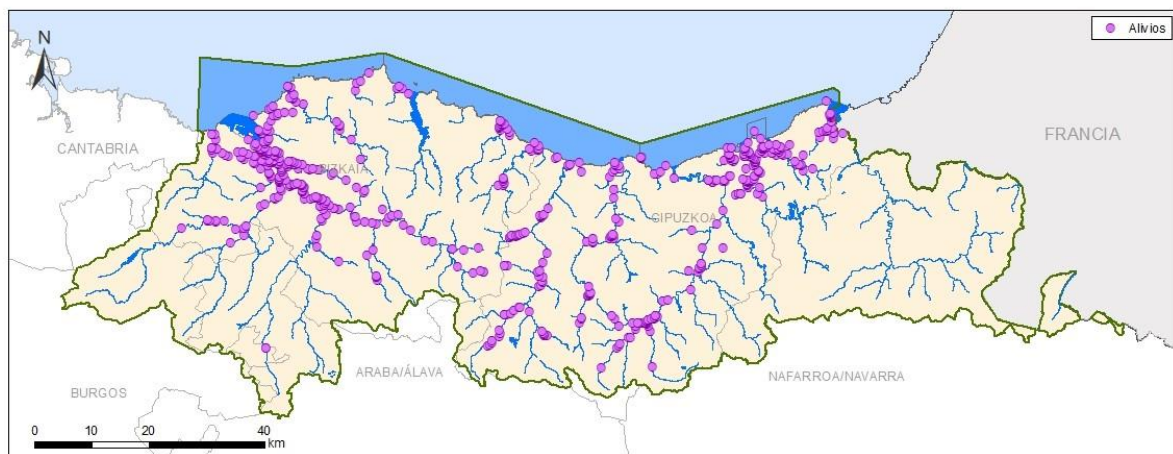 Alivios
N
FRANCIA
CANTABRIA
BIZKAIA
GIPUZKOA
ARABA/ÁLAVA
NAFARROA/NAVARRA
BURGOS
0 10 20 40
km